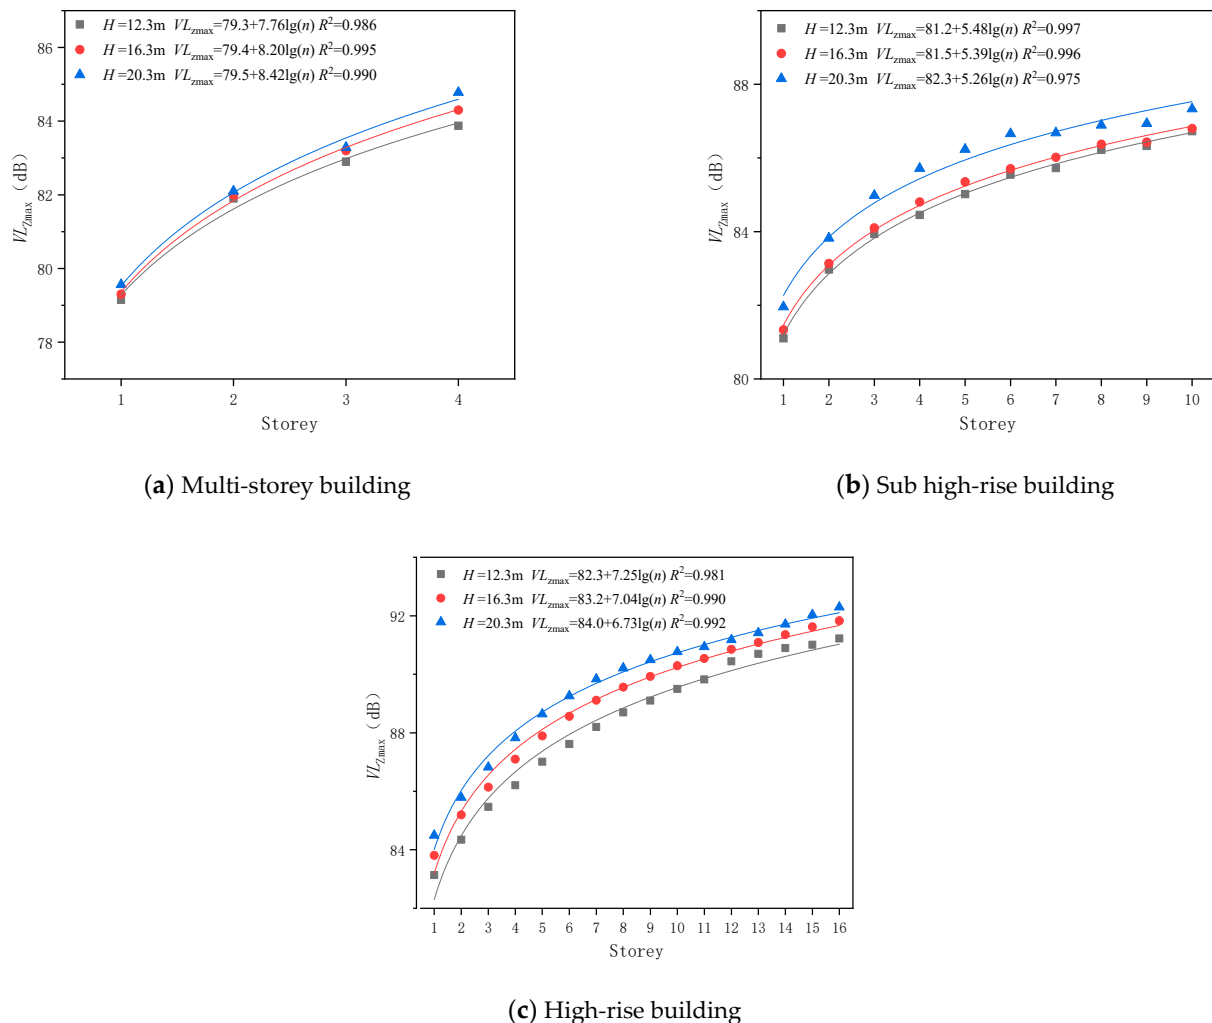 H=12.3m VLzmax=79.3+7.76lg(n) R²=0.986
H=16.3m VLzmax=79.4+8.20lg(n) R²=0.995
H=20.3m VLzmax=79.5+8.42lg(n) R²=0.990
86
84
82
80
78
VLZmax（dB）
1 2 3 4
Storey
(a) Multi-storey building
H=12.3m VLzmax=81.2+5.48lg(n) R²=0.997
H=16.3m VLzmax=81.5+5.39lg(n) R²=0.996
H=20.3m VLzmax=82.3+5.26lg(n) R²=0.975
88
84
80
VLZmax（dB）
1 2 3 4 5 6 7 8 9 10
Storey
(b) Sub high-rise building
H=12.3m VLzmax=82.3+7.25lg(n) R²=0.981
H=16.3m VLzmax=83.2+7.04lg(n) R²=0.990
H=20.3m VLzmax=84.0+6.73lg(n) R²=0.992
92
88
84
VLZmax（dB）
1 2 3 4 5 6 7 8 9 10 11 12 13 14 15 16
Storey
(c) High-rise building